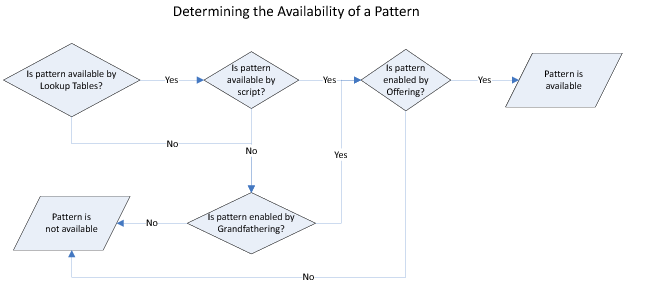 Determining the Availability of a Pattern
Is pattern available by
Lookup Tables?
Yes
Is pattern
available by
script?
Yes
Is pattern
enabled by
Offering?
Yes
Pattern is
available
No
No
Yes
Pattern is
not available
No
Is pattern enabled by
Grandfathering?
No